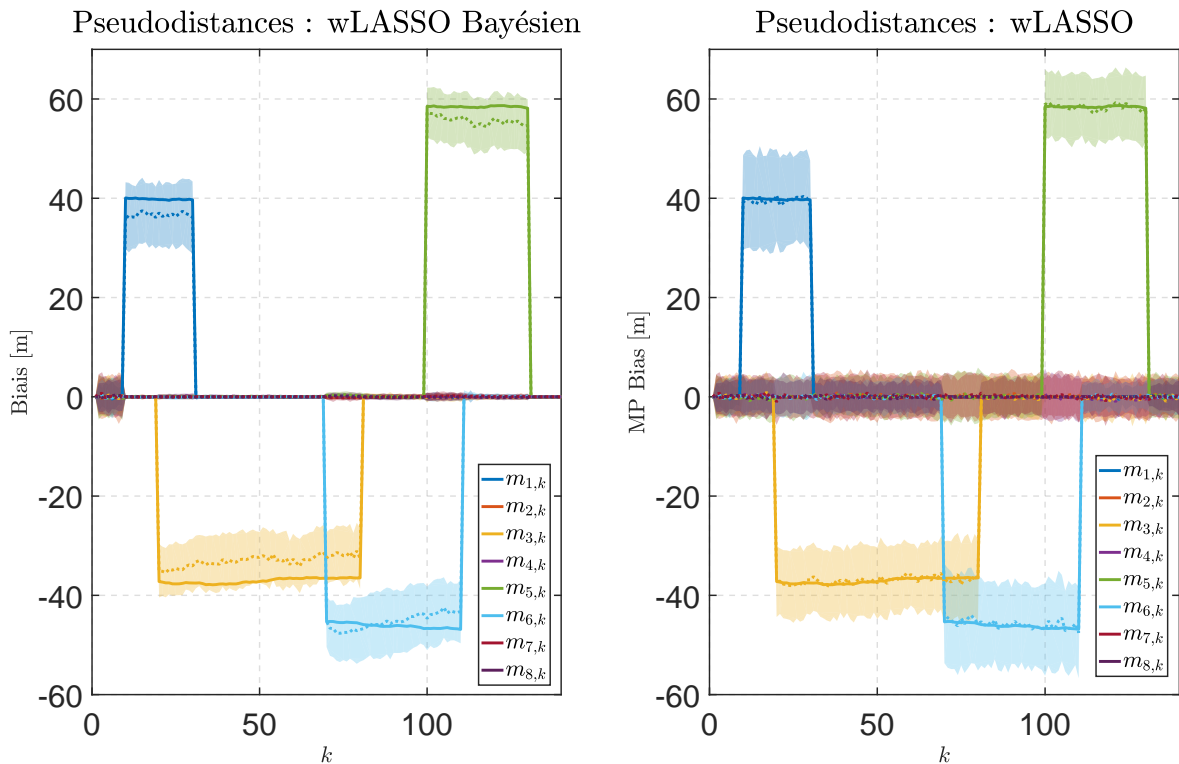 Pseudodistances : wLASSO Bayésien
Biais [m]
60
40
20
0
-20
-40
-60
0
50
100
k
m1,k
m2,k
m3,k
m4,k
m5,k
m6,k
m7,k
m8,k
Pseudodistances : wLASSO
MP Bias [m]
60
40
20
0
-20
-40
-60
0
50
100
k
m1,k
m2,k
m3,k
m4,k
m5,k
m6,k
m7,k
m8,k